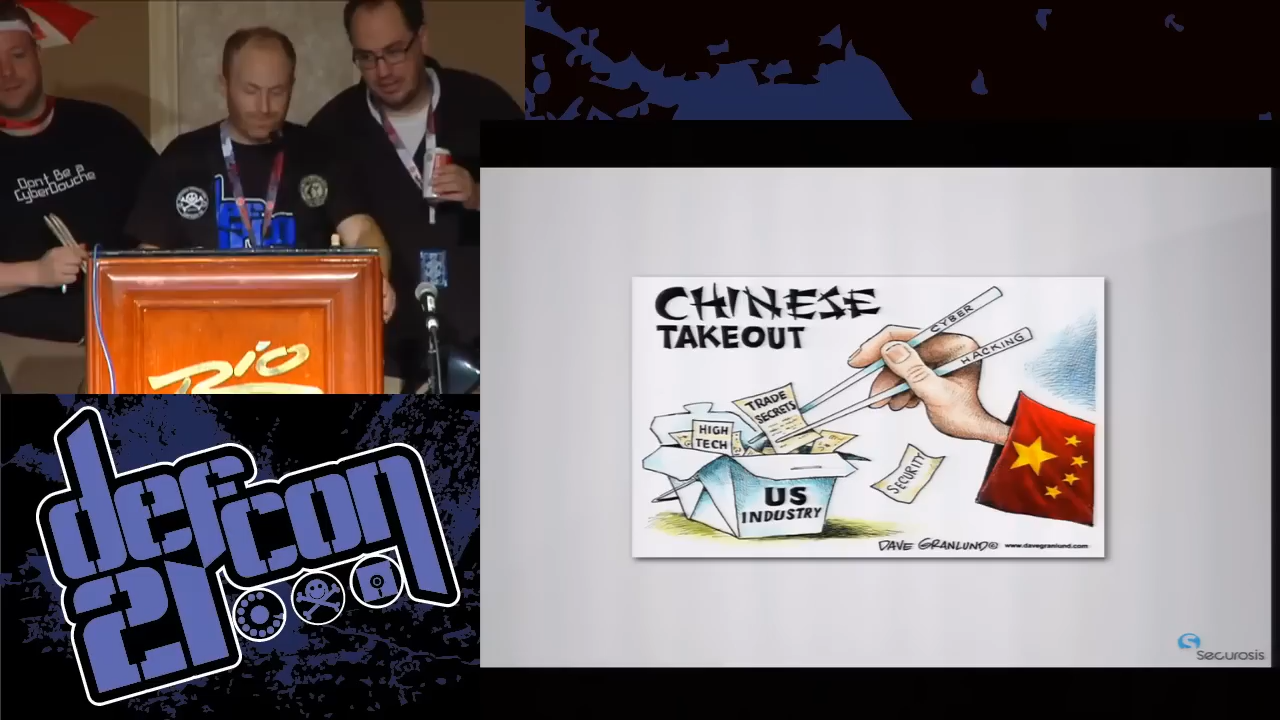 Don't Be a
CyberDouche
Rio
defcon
21
CHINESE
TAKEOUT
CYBER
HACKING
TRADE
SECRETS
HIGH
TECH
SECURITY
US
INDUSTRY
DAVE GRANLUND©
www.davegranlund.com
Securosis